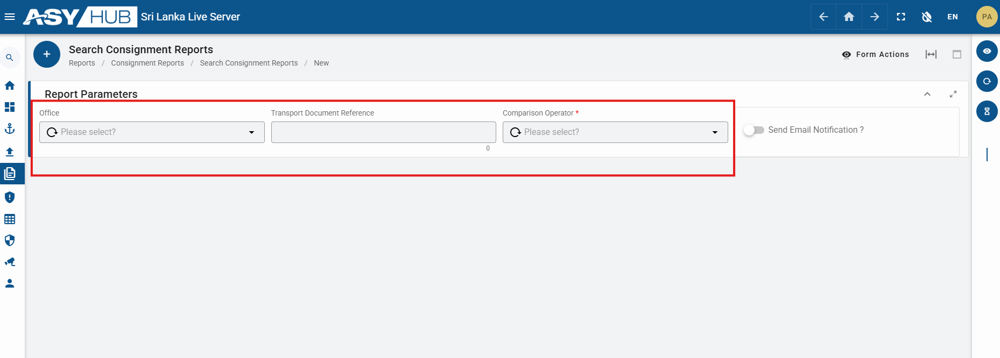 ASY HUB Sri Lanka Live Server
EN
PA
Search Consignment Reports
Reports / Consignment Reports / Search Consignment Reports / New
Form Actions
Report Parameters
Office
Please select?
Transport Document Reference
0
Comparison Operator *
Please select?
Send Email Notification ?